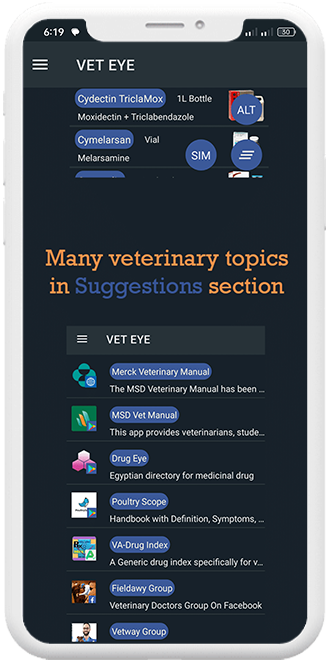 6:19
30
VET EYE
Cydectin TriclaMox 1L Bottle
Moxidectin + Triclabendazole
ALT
Cymelarsan Vial
Melarsamine
SIM
Many veterinary topics
in Suggestions section
VET EYE
Merck Veterinary Manual
The MSD Veterinary Manual has been ...
MSD Vet Manual
This app provides veterinarians, stude...
Drug Eye
Egyptian directory for medicinal drug
Poultry Scope
Handbook with Definition, Symptoms, ...
VA-Drug Index
A Generic drug index specifically for v...
Fieldawy Group
Veterinary Doctors Group On Facebook
Vetway Group